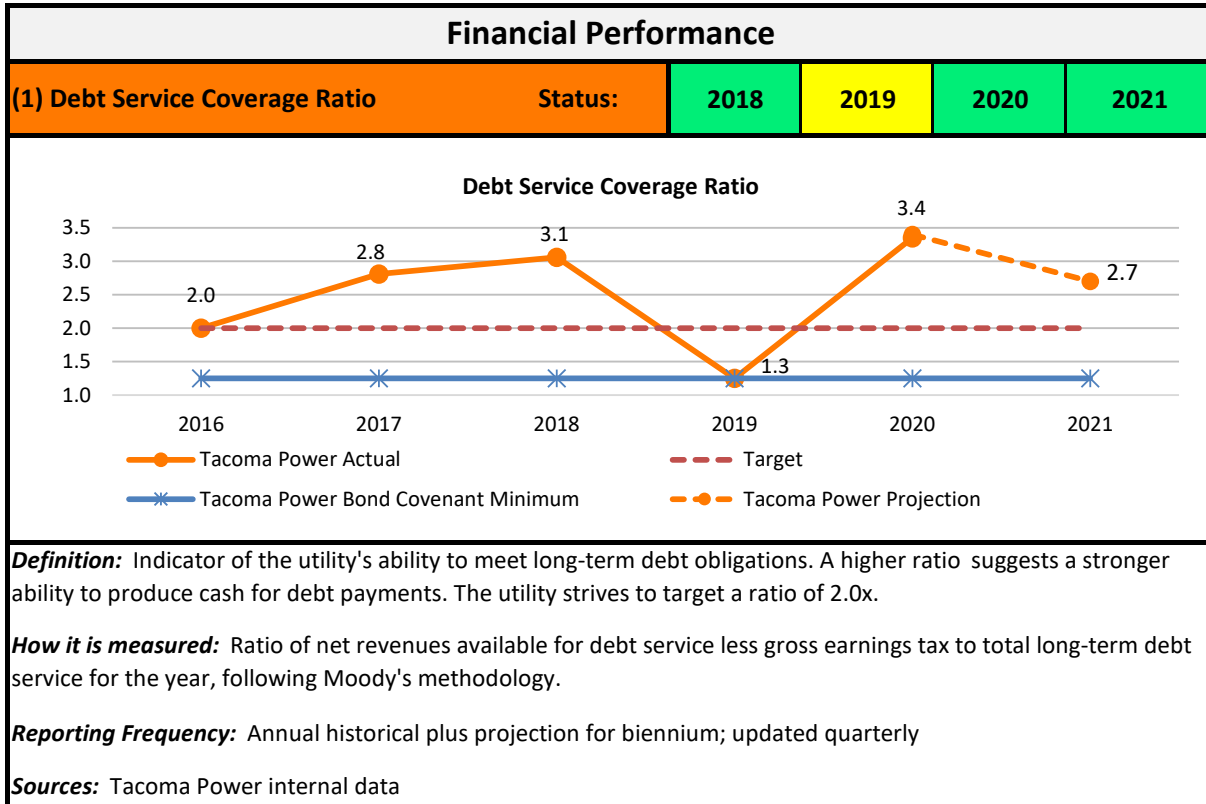 Financial Performance
(1) Debt Service Coverage Ratio Status: 2018 2019 2020 2021
Debt Service Coverage Ratio
3.5
3.0
2.5
2.0
1.5
1.0
2.0
2.8
3.1
1.3
3.4
2.7
2016 2017 2018 2019 2020 2021
Tacoma Power Actual Target
Tacoma Power Bond Covenant Minimum Tacoma Power Projection
Definition: Indicator of the utility's ability to meet long-term debt obligations. A higher ratio suggests a stronger
ability to produce cash for debt payments. The utility strives to target a ratio of 2.0x.
How it is measured: Ratio of net revenues available for debt service less gross earnings tax to total long-term debt
service for the year, following Moody's methodology.
Reporting Frequency: Annual historical plus projection for biennium; updated quarterly
Sources: Tacoma Power internal data